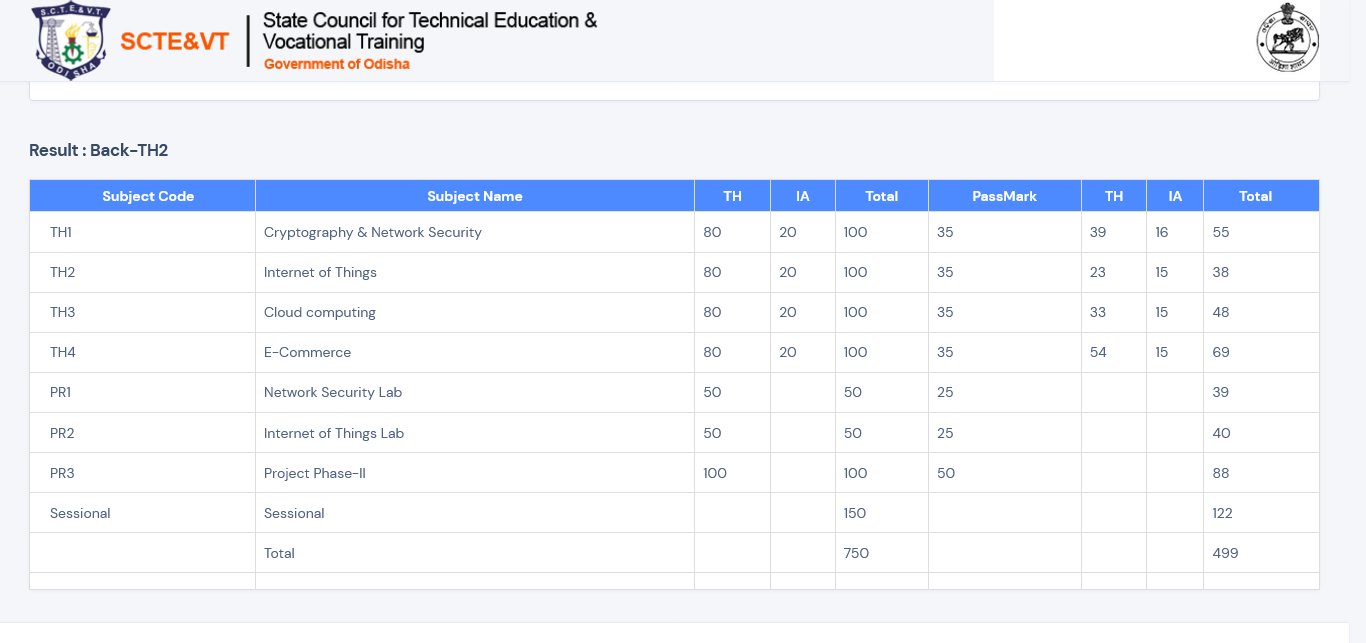 S.C.T.E.& V.T.
ODISHA
SCTE&VT
State Council for Technical Education &
Vocational Training
Government of Odisha
Result : Back-TH2
Subject Code Subject Name TH IA Total PassMark TH IA Total
TH1 Cryptography & Network Security 80 20 100 35 39 16 55
TH2 Internet of Things 80 20 100 35 23 15 38
TH3 Cloud computing 80 20 100 35 33 15 48
TH4 E-Commerce 80 20 100 35 54 15 69
PR1 Network Security Lab 50 50 25 39
PR2 Internet of Things Lab 50 50 25 40
PR3 Project Phase-II 100 100 50 88
Sessional Sessional 150 122
Total 750 499